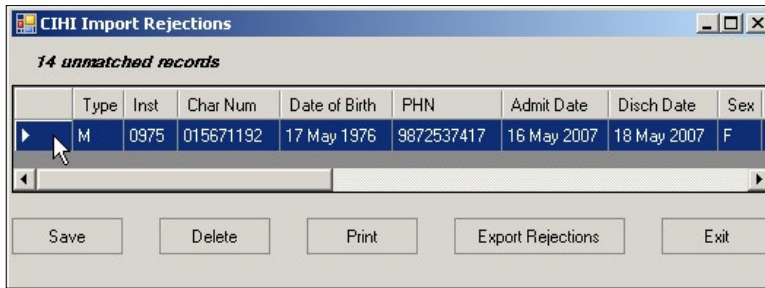 CIHI Import Rejections
14 unmatched records
Type Inst Char Num Date of Birth PHN Admit Date Disch Date Sex
M 0975 015671192 17 May 1976 9872537417 16 May 2007 18 May 2007 F
Save Delete Print Export Rejections Exit